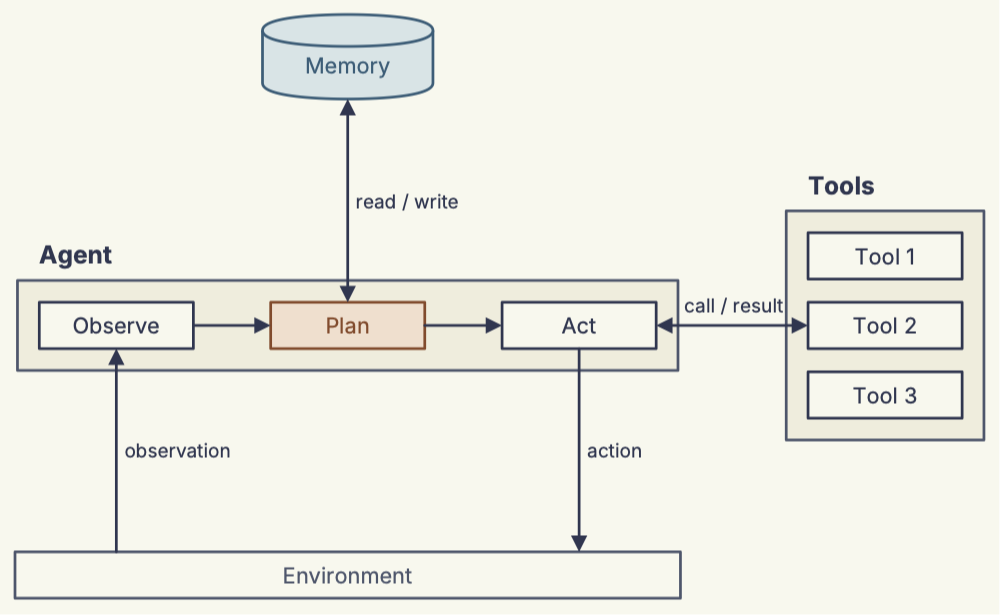 Memory
read / write
Tools
Tool 1
Agent
call / result
Observe
Plan
Act
Tool 2
Tool 3
observation
action
Environment